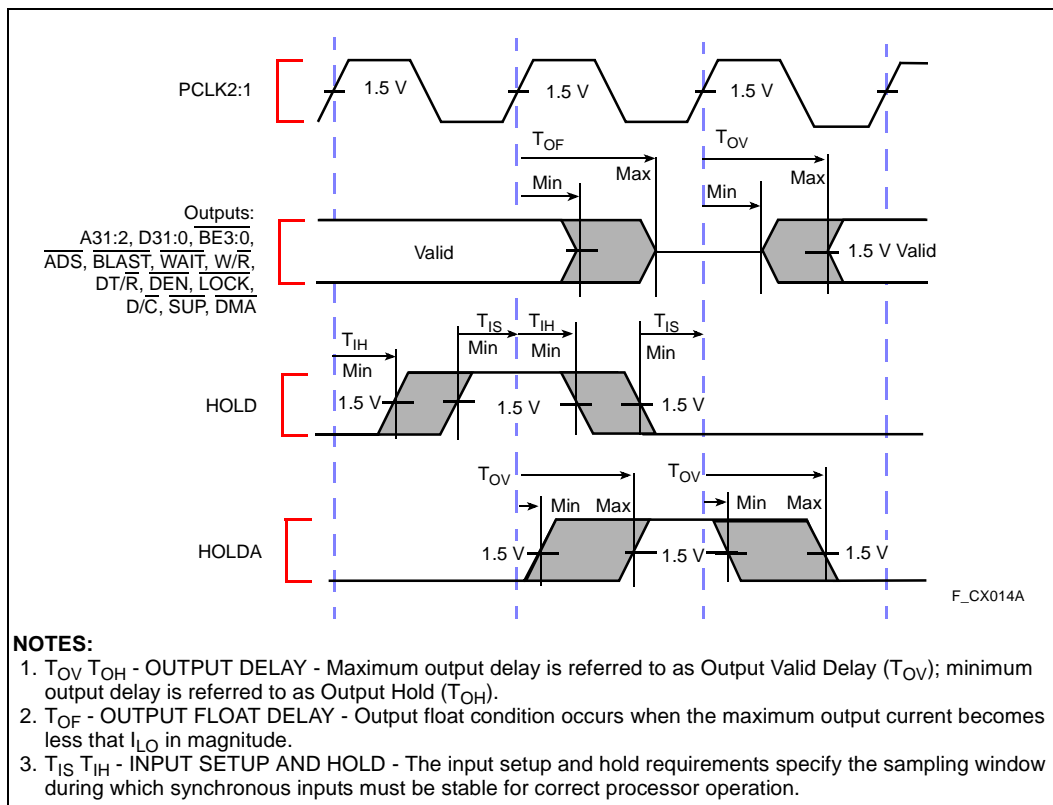 PCLK2:1
1.5 V
1.5 V
1.5 V
TOF
TOV
Min
Max
Min
Max
Outputs:
A31:2, D31:0, BE3:0,
ADS, BLAST, WAIT, W/R,
DT/R, DEN, LOCK,
D/C, SUP, DMA
Valid
1.5 V Valid
TIH
Min
TIS
Min
TIH
Min
TIS
Min
HOLD
1.5 V
1.5 V
1.5 V
TOV
Min
Max
TOV
Min
Max
HOLDA
1.5 V
1.5 V
1.5 V
F_CX014A
NOTES:
1. TOV TOH - OUTPUT DELAY - Maximum output delay is referred to as Output Valid Delay (TOV); minimum
output delay is referred to as Output Hold (TOH).
2. TOF - OUTPUT FLOAT DELAY - Output float condition occurs when the maximum output current becomes
less that ILO in magnitude.
3. TIS TIH - INPUT SETUP AND HOLD - The input setup and hold requirements specify the sampling window
during which synchronous inputs must be stable for correct processor operation.